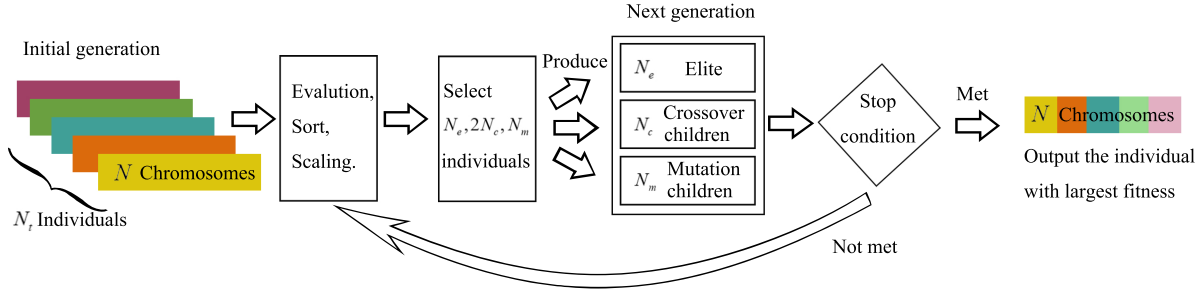 Initial generation
N Chromosomes
N_t Individuals
Evalution,
Sort,
Scaling.
Select
N_e, 2N_c, N_m
individuals
Produce
Next generation
N_e Elite
N_c Crossover
children
N_m Mutation
children
Stop
condition
Met
Not met
N Chromosomes
Output the individual
with largest fitness